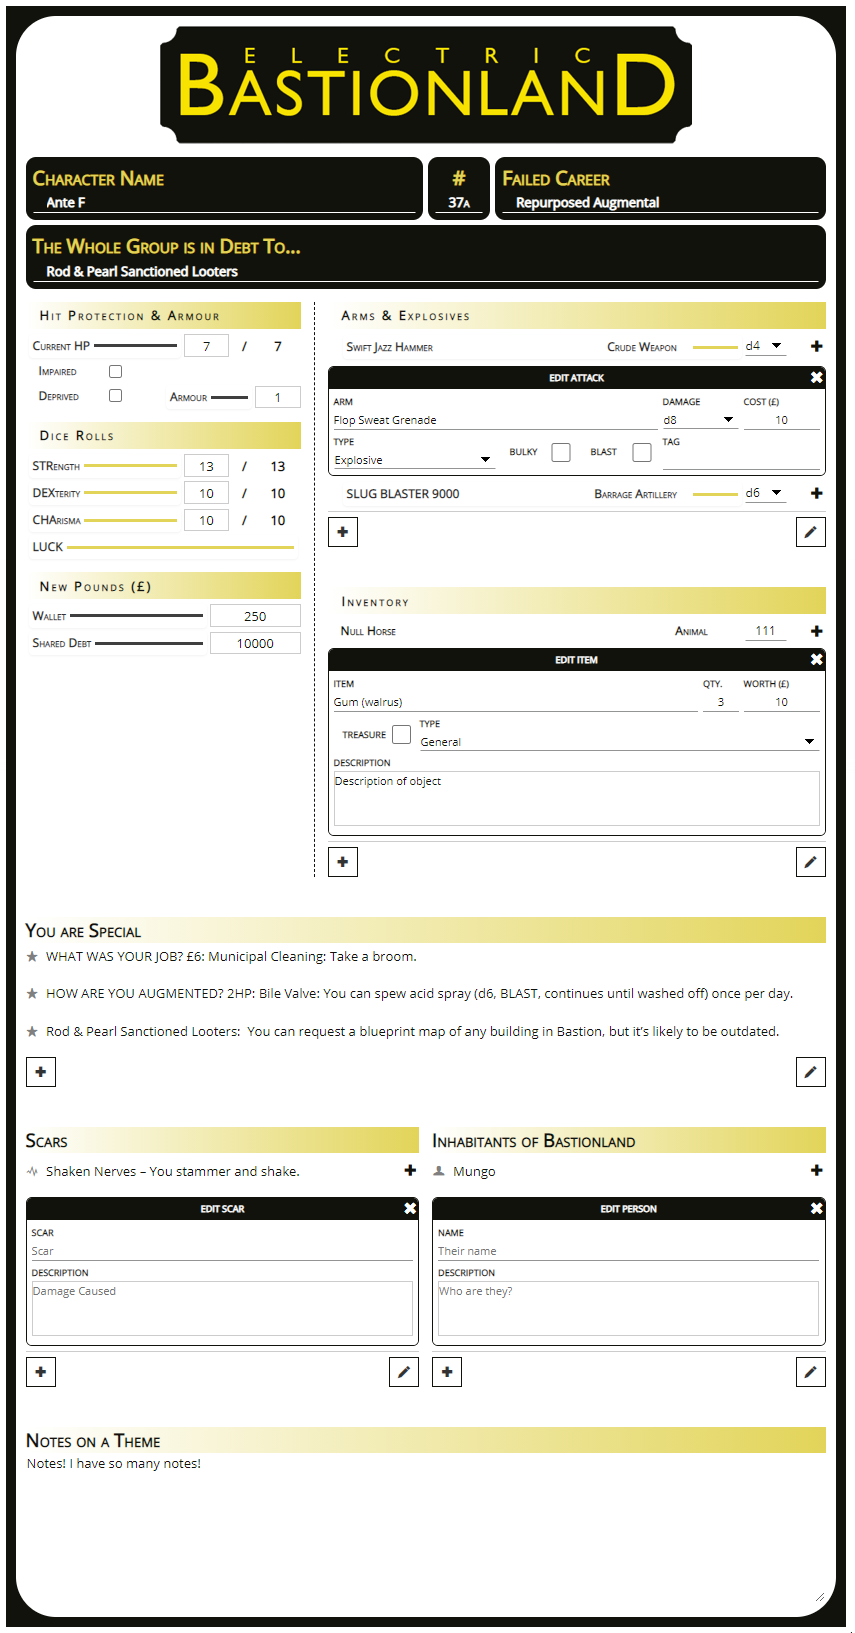 ELECTRIC
BASTIONLAND
CHARACTER NAME # FAILED CAREER
Ante F 37A Repurposed Augmental
THE WHOLE GROUP IS IN DEBT TO...
Rod & Pearl Sanctioned Looters
HIT PROTECTION & ARMOUR
CURRENT HP 7 / 7
IMPAIRED
DEPRIVED ARMOUR 1
DICE ROLLS
STRENGTH 13 / 13
DEXTERITY 10 / 10
CHARISMA 10 / 10
LUCK
NEW POUNDS (£)
WALLET 250
SHARED DEBT 10000
ARMS & EXPLOSIVES
SWIFT JAZZ HAMMER CRUDE WEAPON d4
EDIT ATTACK
ARM DAMAGE COST (£)
Flop Sweat Grenade d8 10
TYPE BULKY BLAST TAG
Explosive
SLUG BLASTER 9000 BARRAGE ARTILLERY d6
INVENTORY
NULL HORSE ANIMAL 111
EDIT ITEM
ITEM QTY. WORTH (£)
Gum (walrus) 3 10
TREASURE TYPE
General
DESCRIPTION
Description of object
YOU ARE SPECIAL
WHAT WAS YOUR JOB? £6: Municipal Cleaning: Take a broom.
HOW ARE YOU AUGMENTED? 2HP: Bile Valve: You can spew acid spray (d6, BLAST, continues until washed off) once per day.
Rod & Pearl Sanctioned Looters: You can request a blueprint map of any building in Bastion, but it's likely to be outdated.
SCARS
Shaken Nerves – You stammer and shake.
EDIT SCAR
SCAR
Scar
DESCRIPTION
Damage Caused
INHABITANTS OF BASTIONLAND
Mungo
EDIT PERSON
NAME
Their name
DESCRIPTION
Who are they?
NOTES ON A THEME
Notes! I have so many notes!